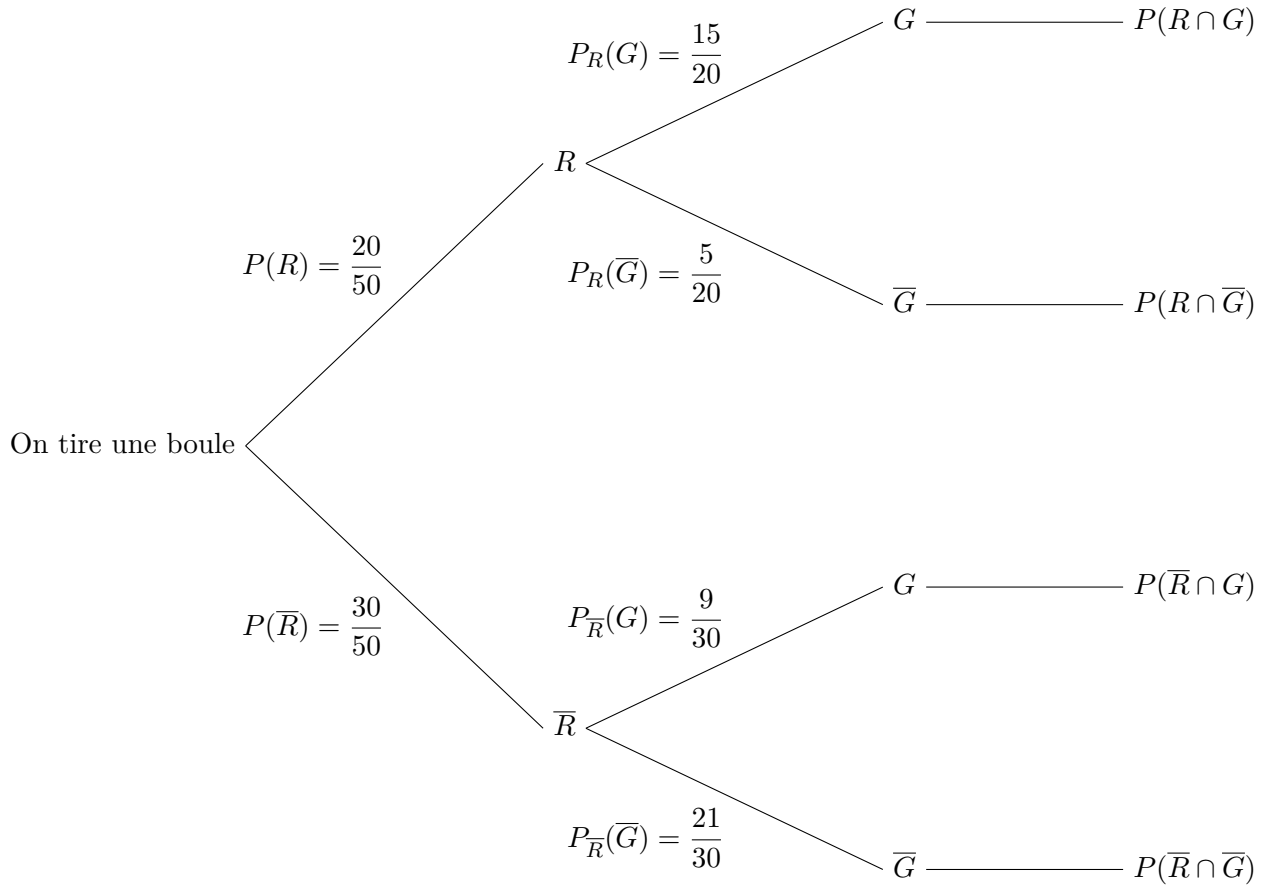 G
P(R ∩ G)
P_R(G) = 15/20
R
P(R) = 20/50
P_R(G̅) = 5/20
G̅
P(R ∩ G̅)
On tire une boule
P(R̅) = 30/50
P_R̅(G) = 9/30
G
P(R̅ ∩ G)
R̅
P_R̅(G̅) = 21/30
G̅
P(R̅ ∩ G̅)